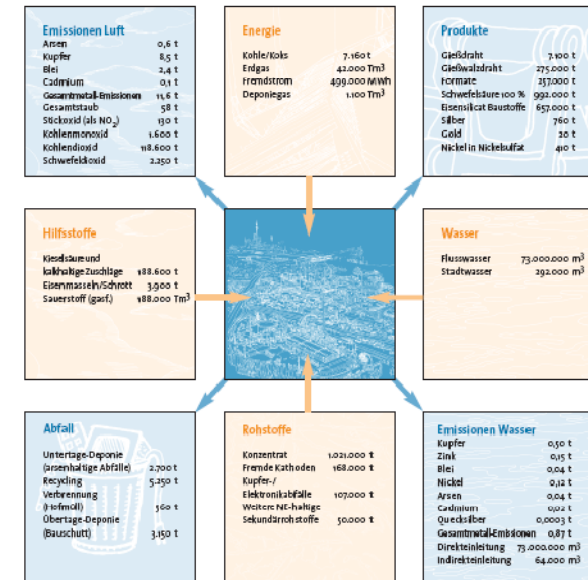 Emissionen Luft
Arsen 0,6 t
Kupfer 8,5 t
Blei 2,4 t
Cadmium 0,1 t
Gesamtmetall-Emissionen 11,6 t
Gesamtstaub 58 t
Stickoxid (als NO2) 130 t
Kohlenmonoxid 1.600 t
Kohlendioxid 118.600 t
Schwefeldioxid 2.250 t
Energie
Kohle/Koks 7.160 t
Erdgas 42.000 Tm3
Fremdstrom 499.000 MWh
Deponiegas 1.100 Tm3
Produkte
Gießdraht 7.100 t
Gießwalzdraht 275.000 t
Formate 257.000 t
Schwefelsäure 100 % 992.000 t
Eisensilicat Baustoffe 657.000 t
Silber 760 t
Gold 20 t
Nickel in Nickelsulfat 410 t
Hilfsstoffe
Kieselsäure und
kalkhaltige Zuschläge 188.600 t
Eisenmasseln/Schrott 3.900 t
Sauerstoff (gasf.) 188.000 Tm3
Wasser
Flusswasser 73.000.000 m3
Stadtwasser 292.000 m3
Abfall
Untertage-Deponie
(arsenhaltige Abfälle) 2.700 t
Recycling 5.250 t
Verbrennung
(Hofmüll) 560 t
Übertage-Deponie
(Bauschutt) 3.150 t
Rohstoffe
Konzentrat 1.021.000 t
Fremde Kathoden 168.000 t
Kupfer-/
Elektronikabfälle 107.000 t
Weitere NE-haltige
Sekundärrohstoffe 50.000 t
Emissionen Wasser
Kupfer 0,50 t
Zink 0,15 t
Blei 0,04 t
Nickel 0,12 t
Arsen 0,04 t
Cadmium 0,02 t
Quecksilber 0,0003 t
Gesamtmetall-Emissionen 0,87 t
Direkteinleitung 73.000.000 m3
Indirekteinleitung 64.000 m3